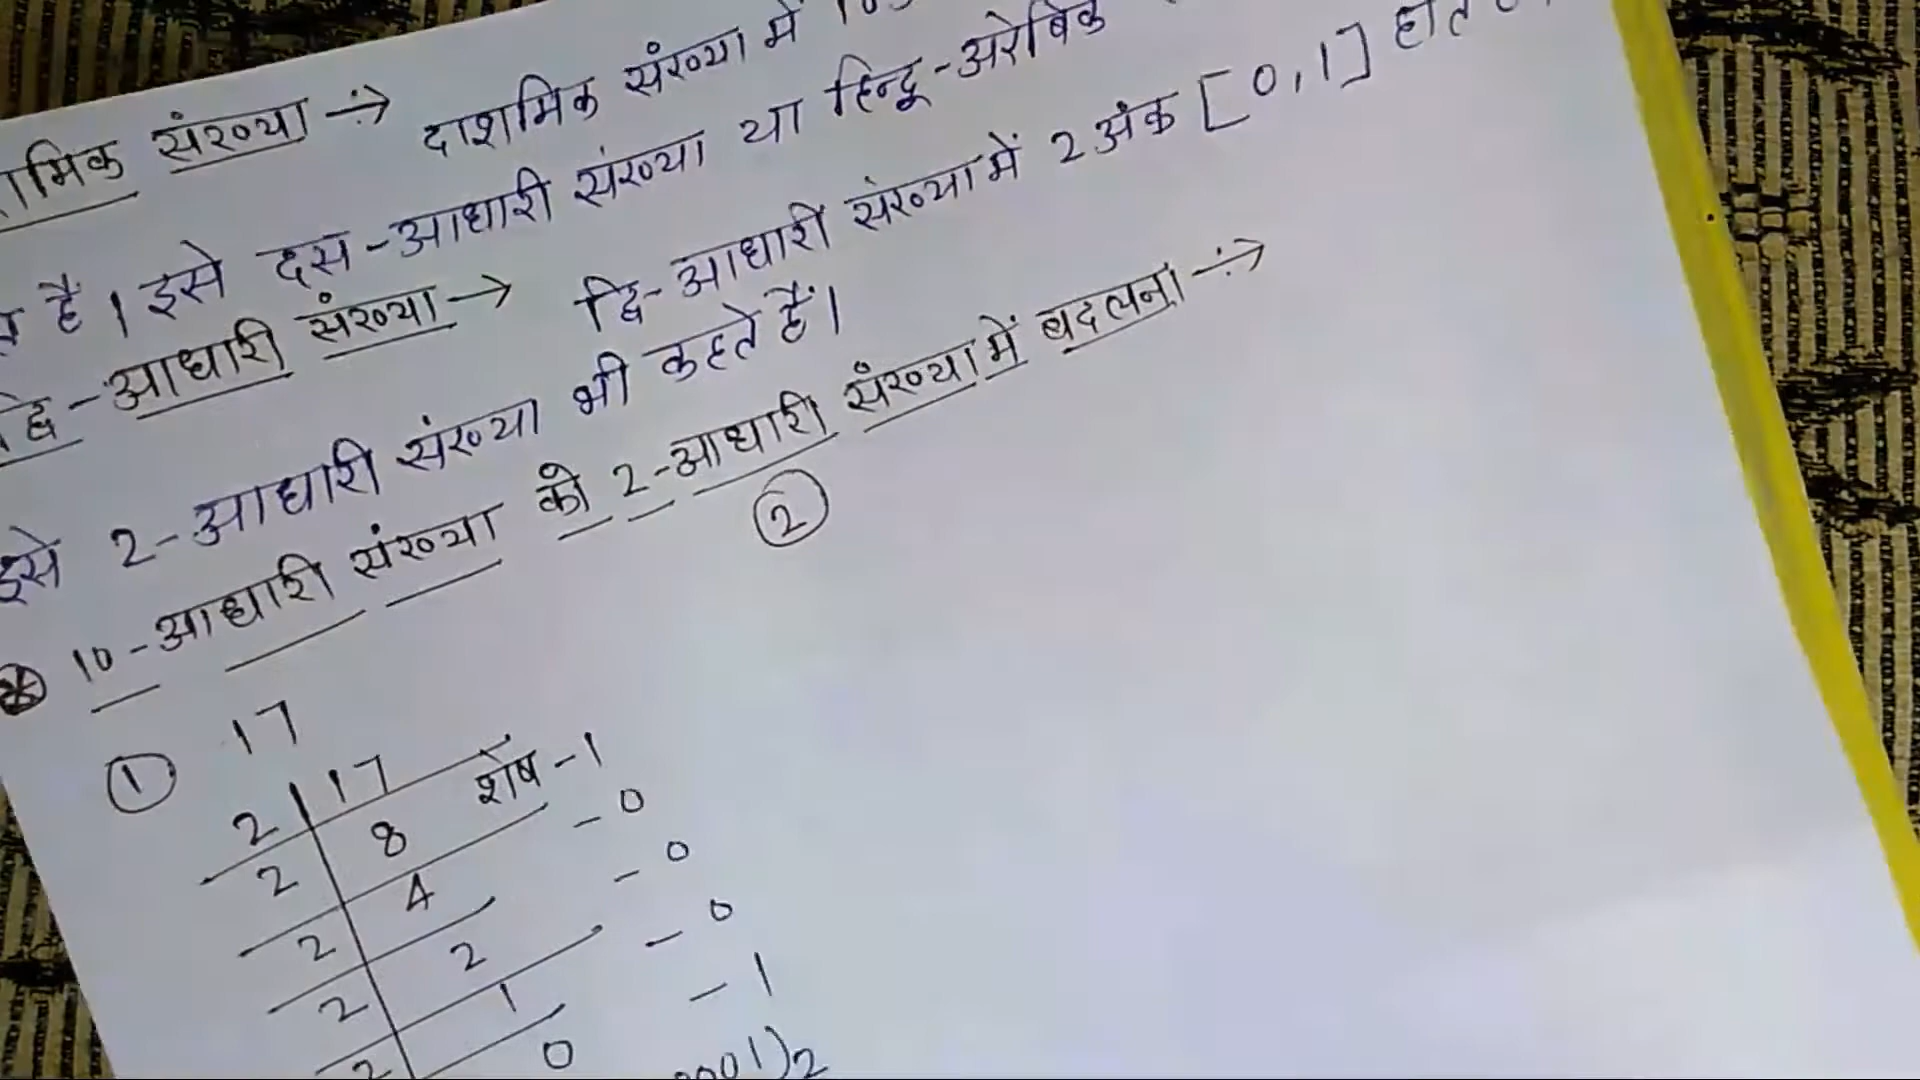 संख्या ÷→ दाशमिक संख्या में
है। इसे दस-आधारी संख्या या हिन्दू-अरेबिक
द्वि-आधारी संख्या → द्वि-आधारी संख्या में 2 अंक [0,1]
इसे 2-आधारी संख्या भी कहते हैं।
10-आधारी संख्या को 2-आधारी संख्या में बदलना ÷→
① 17
②
2 | 17 शेष - 1
2 | 8 - 0
2 | 4 - 0
2 | 2 - 0
2 | 1 - 1
0
001)2